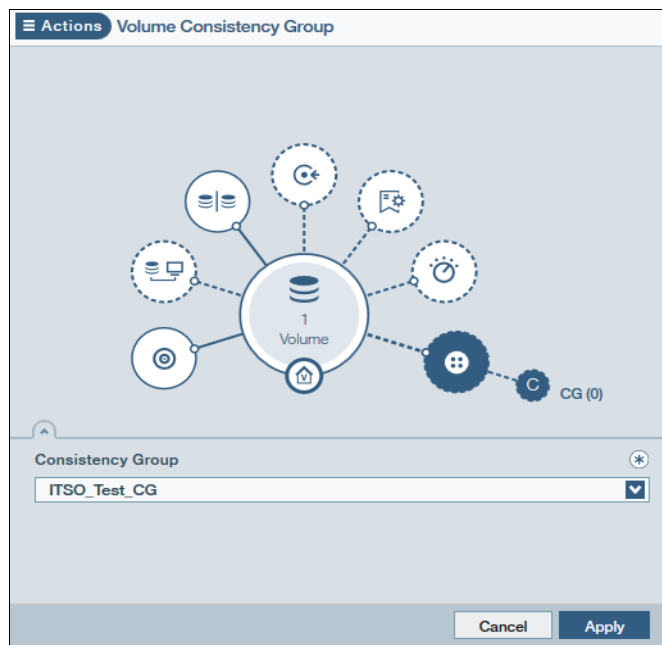 Actions Volume Consistency Group
1
Volume
V
C CG (0)
Consistency Group
ITSO_Test_CG
Cancel Apply